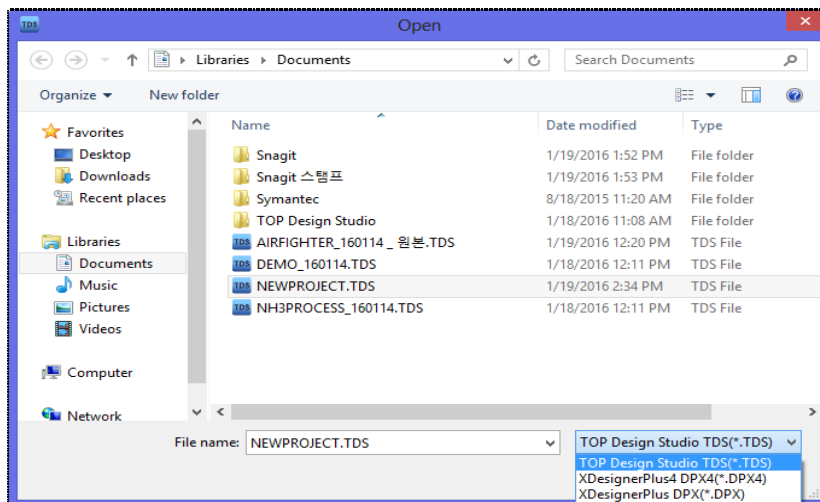 TDS Open
Libraries Documents Search Documents
Organize New folder
Favorites
Desktop
Downloads
Recent places
Libraries
Documents
Music
Pictures
Videos
Computer
Network
Name Date modified Type
Snagit 1/19/2016 1:52 PM File folder
Snagit 스탬프 1/19/2016 1:53 PM File folder
Symantec 8/18/2015 11:20 AM File folder
TOP Design Studio 1/18/2016 11:08 AM File folder
TDS AIRFIGHTER_160114 _ 원본.TDS 1/19/2016 12:20 PM TDS File
TDS DEMO_160114.TDS 1/18/2016 12:11 PM TDS File
TDS NEWPROJECT.TDS 1/19/2016 2:34 PM TDS File
TDS NH3PROCESS_160114.TDS 1/18/2016 12:11 PM TDS File
File name: NEWPROJECT.TDS TOP Design Studio TDS(*.TDS)
TOP Design Studio TDS(*.TDS)
XDesignerPlus4 DPX4(*.DPX4)
XDesignerPlus DPX(*.DPX)